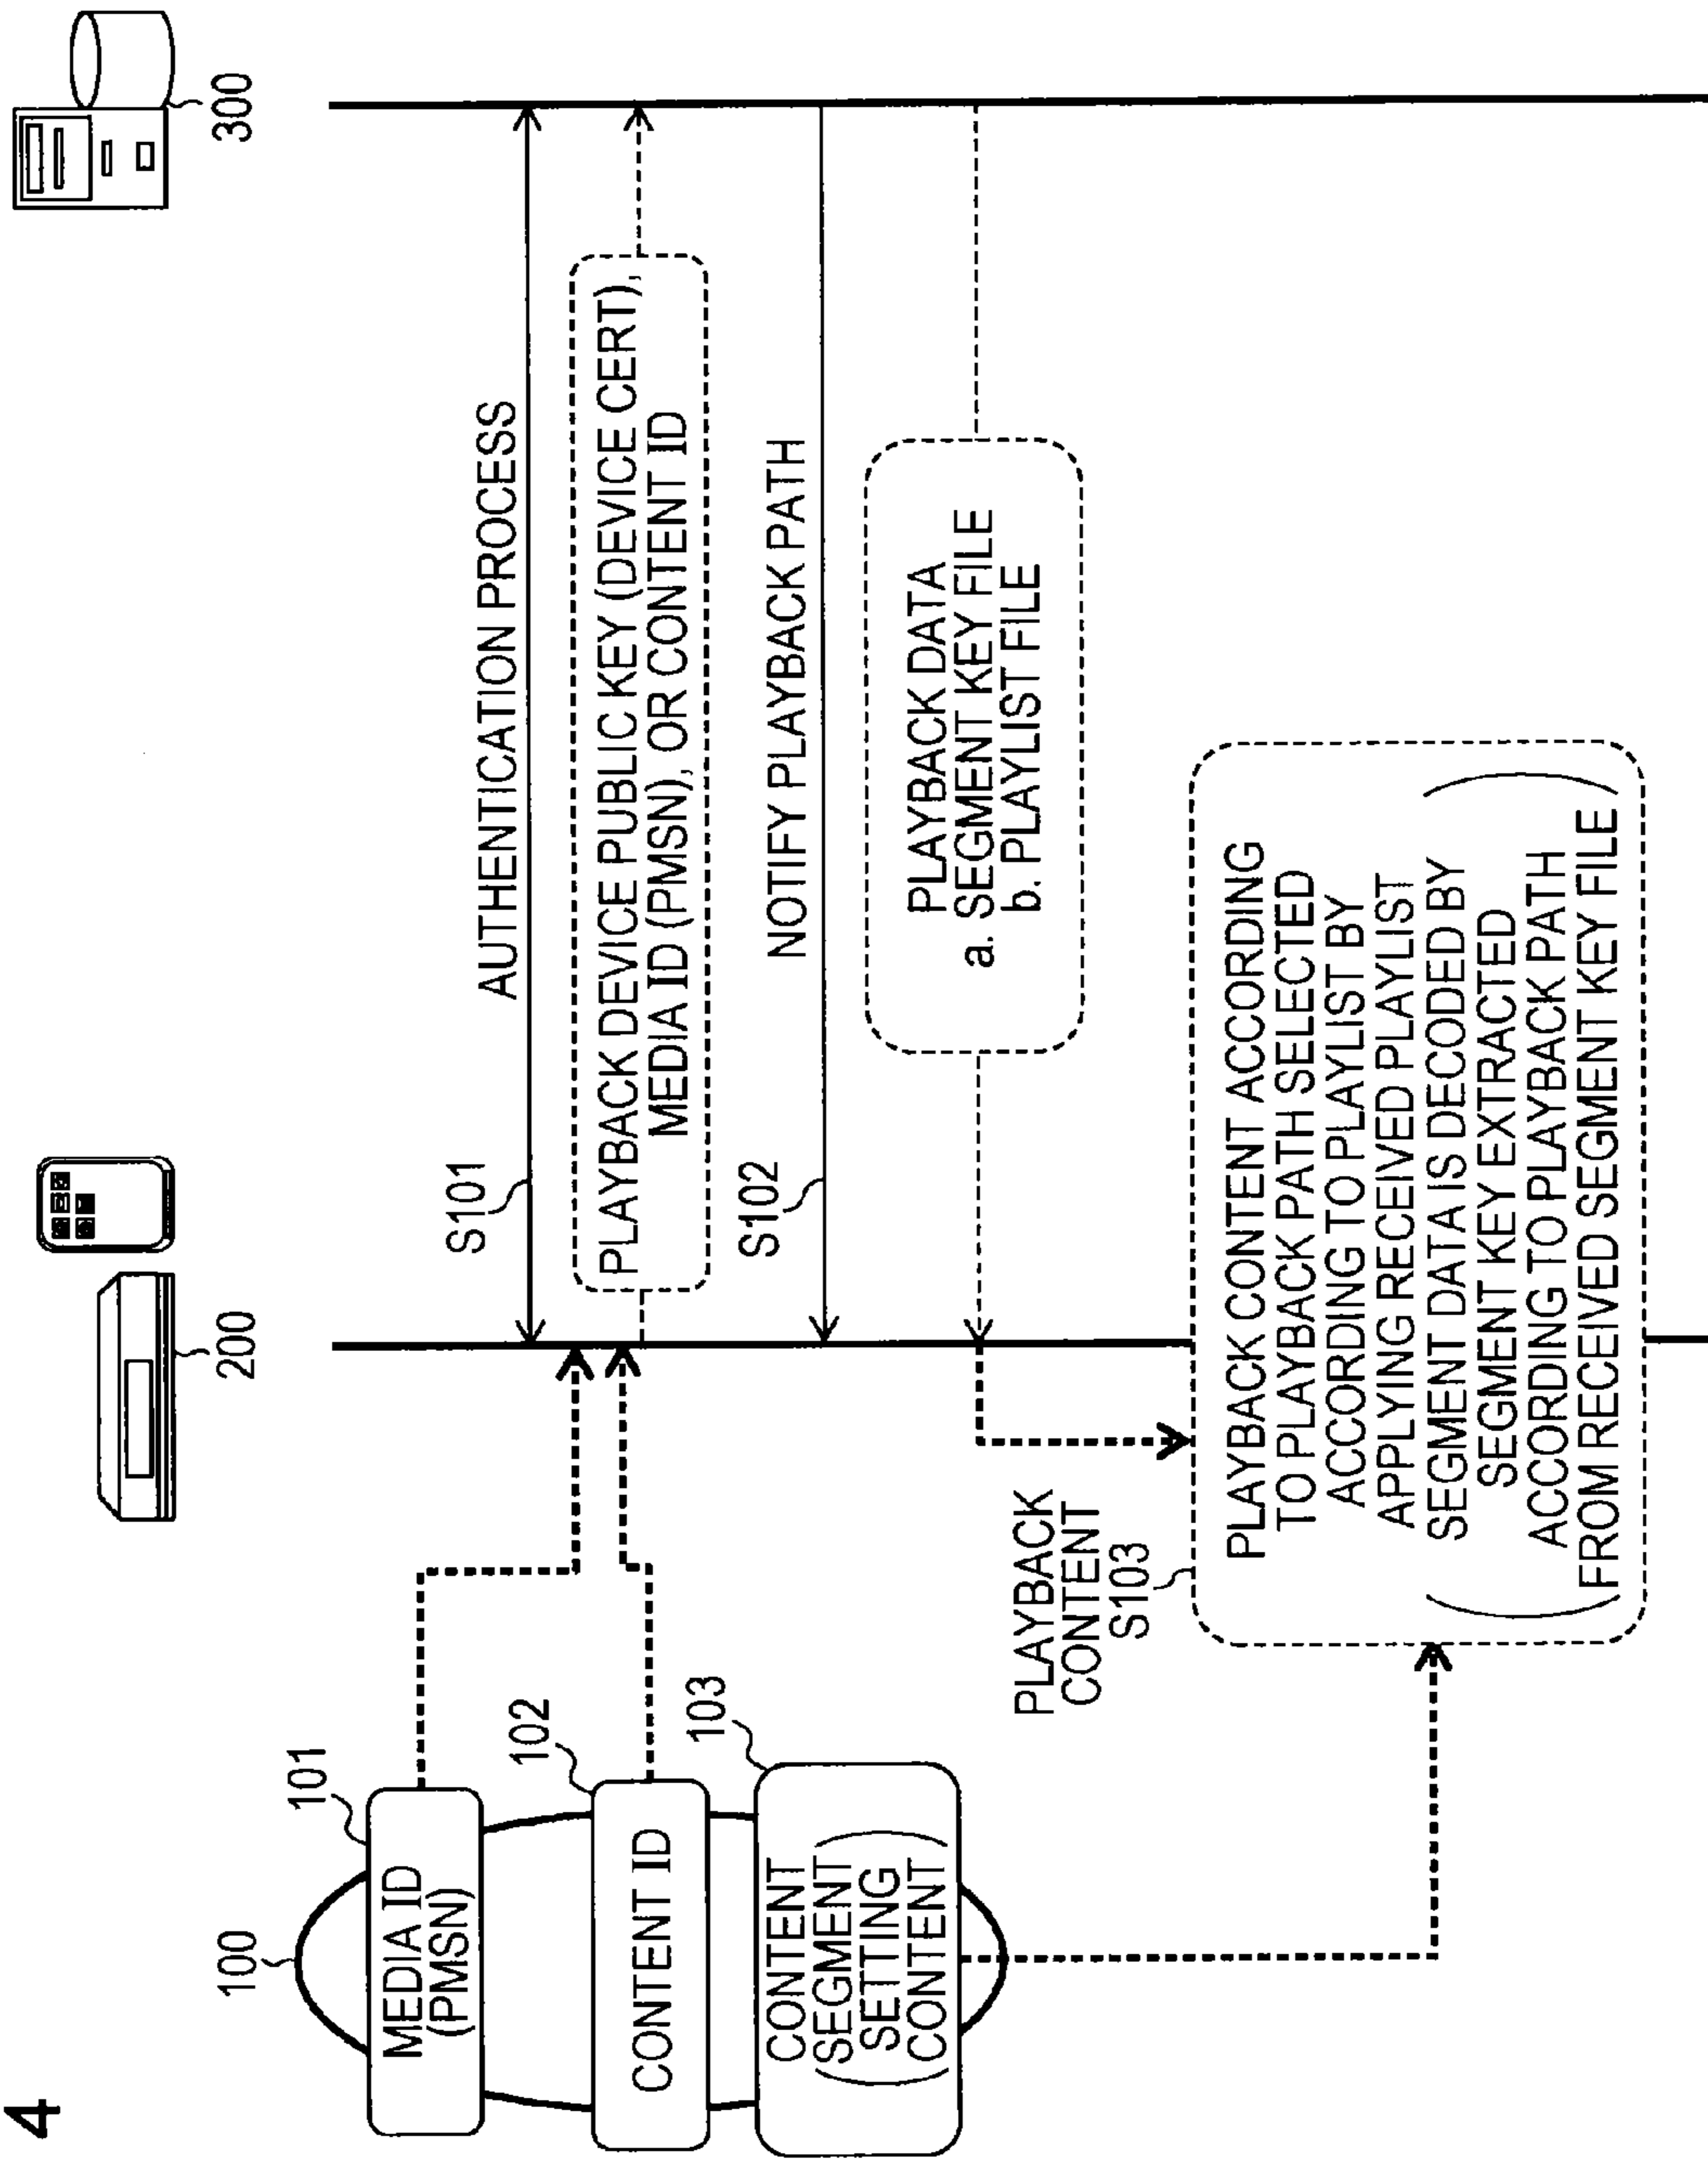 4
100
101
MEDIA ID
(PMSN)
102
CONTENT ID
103
CONTENT
(SEGMENT
SETTING
CONTENT)
200
300
S101
AUTHENTICATION PROCESS
PLAYBACK DEVICE PUBLIC KEY (DEVICE CERT),
MEDIA ID (PMSN), OR CONTENT ID
S102
NOTIFY PLAYBACK PATH
PLAYBACK DATA
a. SEGMENT KEY FILE
b. PLAYLIST FILE
PLAYBACK
CONTENT
S103
PLAYBACK CONTENT ACCORDING
TO PLAYBACK PATH SELECTED
ACCORDING TO PLAYLIST BY
APPLYING RECEIVED PLAYLIST
(SEGMENT DATA IS DECODED BY
SEGMENT KEY EXTRACTED
ACCORDING TO PLAYBACK PATH
FROM RECEIVED SEGMENT KEY FILE)